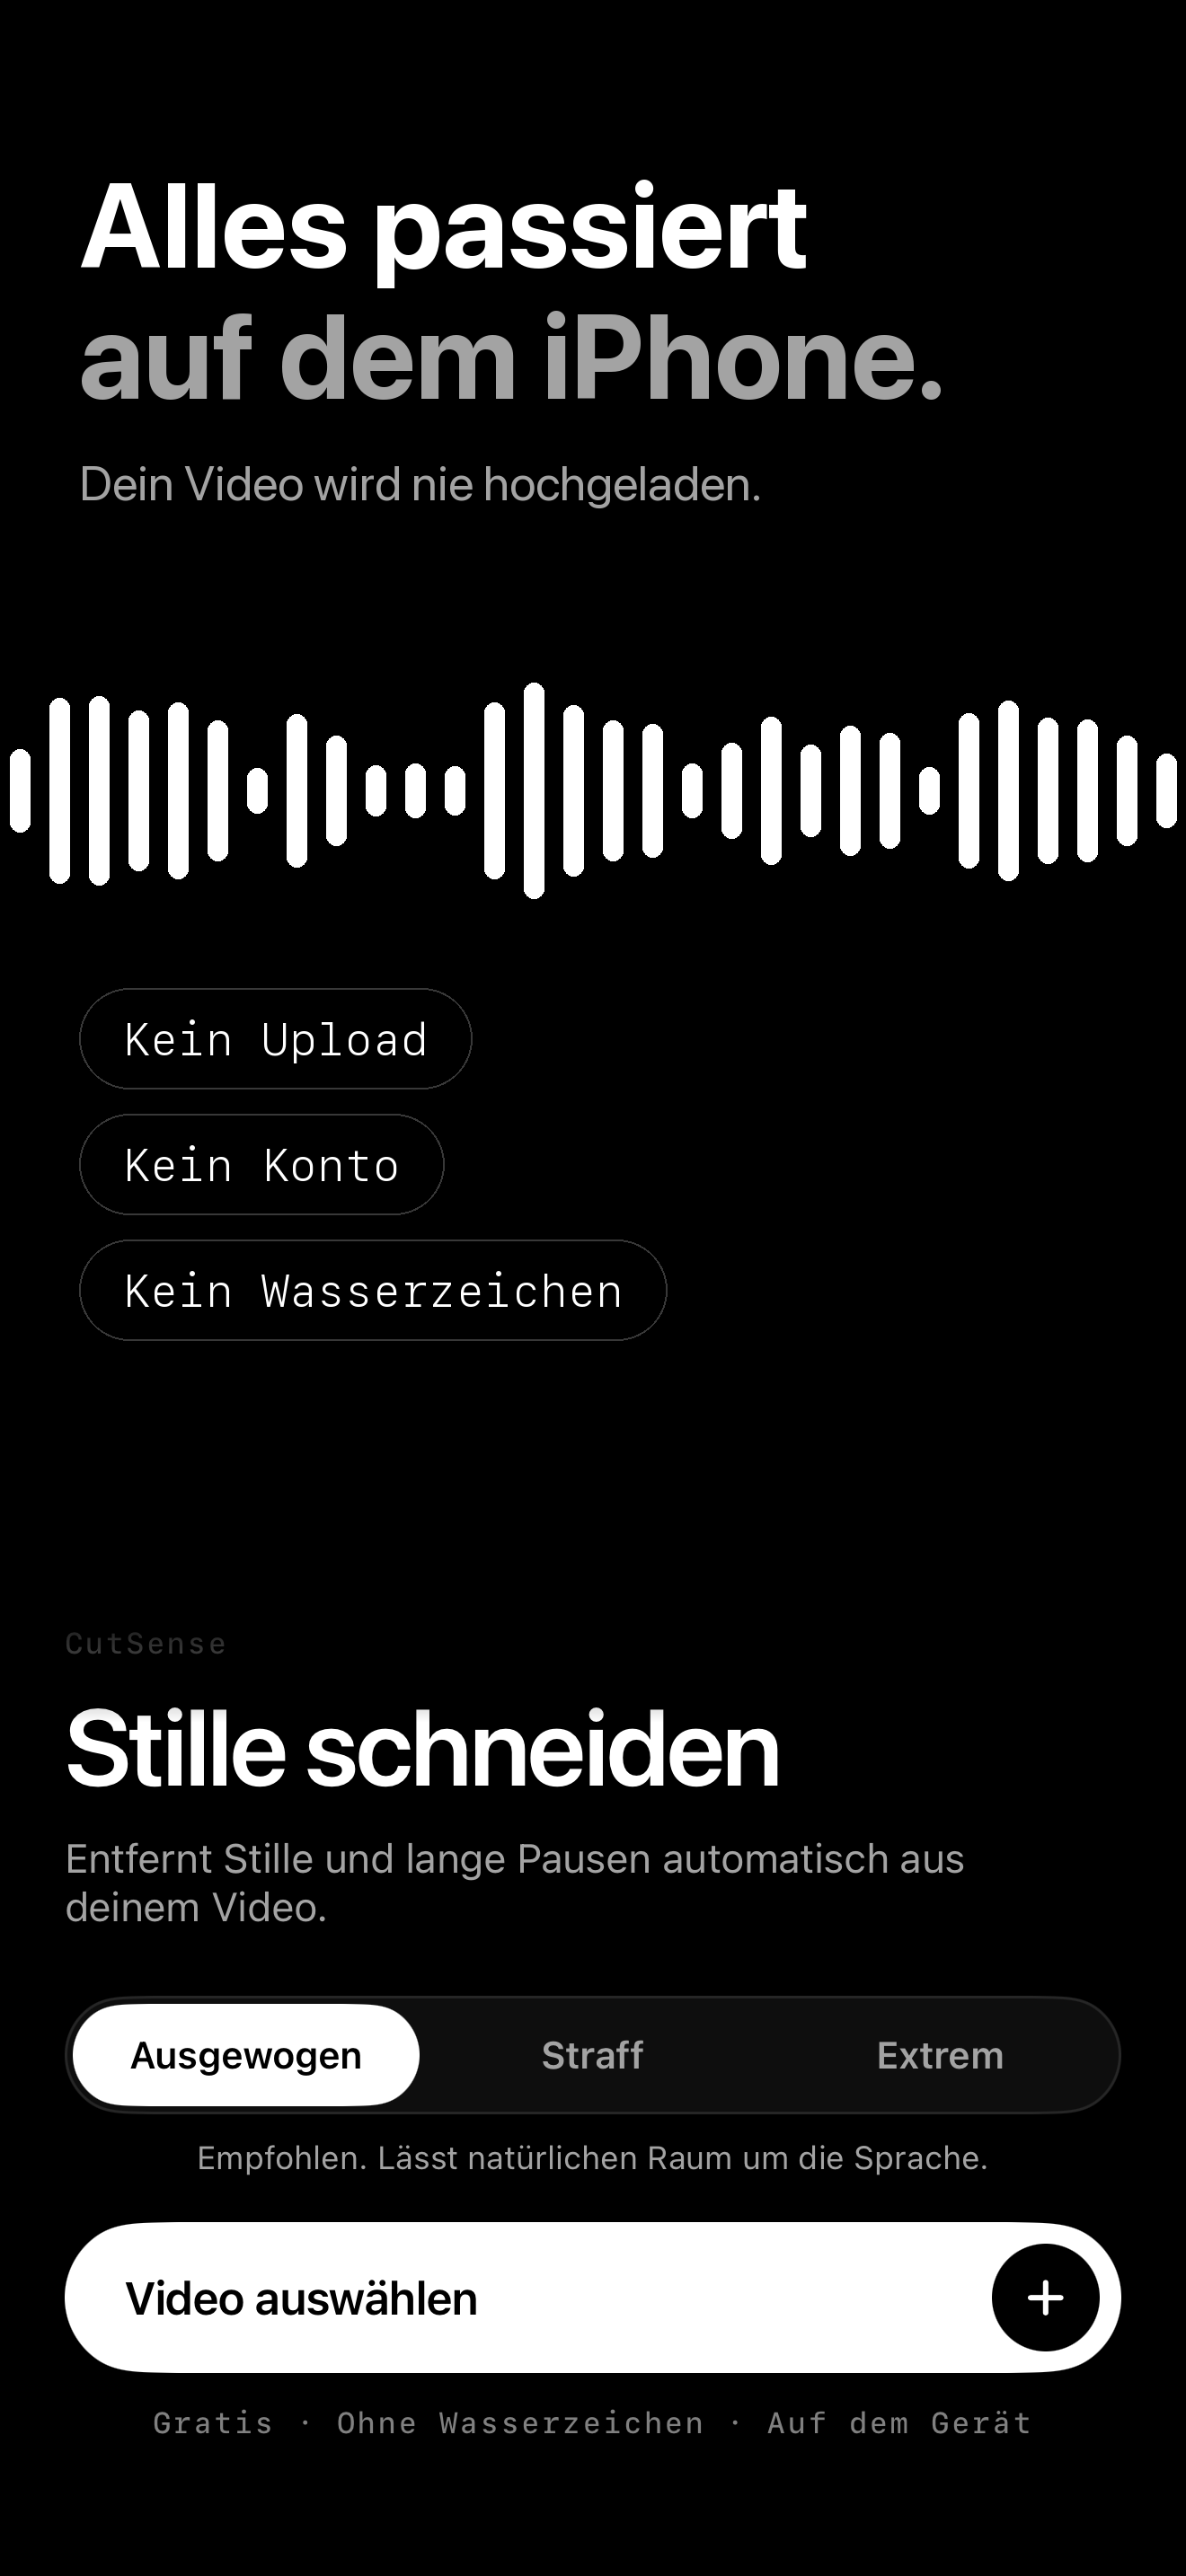 Alles passiert
auf dem iPhone.
Dein Video wird nie hochgeladen.
Kein Upload
Kein Konto
Kein Wasserzeichen
CutSense
Stille schneiden
Entfernt Stille und lange Pausen automatisch aus
deinem Video.
Ausgewogen Straff Extrem
Empfohlen. Lässt natürlichen Raum um die Sprache.
Video auswählen
Gratis · Ohne Wasserzeichen · Auf dem Gerät